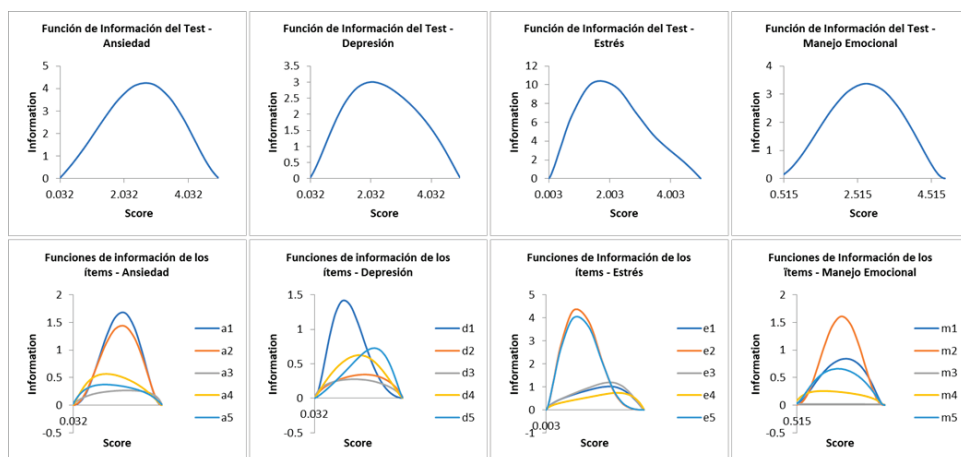 Función de Información del Test -
Ansiedad
5
4
3
2
1
0
Information
0.032
2.032
4.032
Score
Función de Información del Test -
Depresión
3.5
3
2.5
2
1.5
1
0.5
0
Information
0.032
2.032
4.032
Score
Función de Información del Test -
Estrés
12
10
8
6
4
2
0
Information
0.003
2.003
4.003
Score
Función de Información del Test -
Manejo Emocional
4
3
2
1
0
Information
0.515
2.515
4.515
Score
Funciones de información de los
ítems - Ansiedad
2
1.5
1
0.5
0
-0.5
Information
0.032
Score
a1
a2
a3
a4
a5
Funciones de información de los
ítems - Depresión
1.5
1
0.5
0
-0.5
Information
0.032
Score
d1
d2
d3
d4
d5
Funciones de Información de los
ítems - Estrés
5
4
3
2
1
0
-1
Information
0.003
Score
e1
e2
e3
e4
e5
Funciones de Información de los
ítems - Manejo Emocional
2
1.5
1
0.5
0
-0.5
Information
0.515
Score
m1
m2
m3
m4
m5